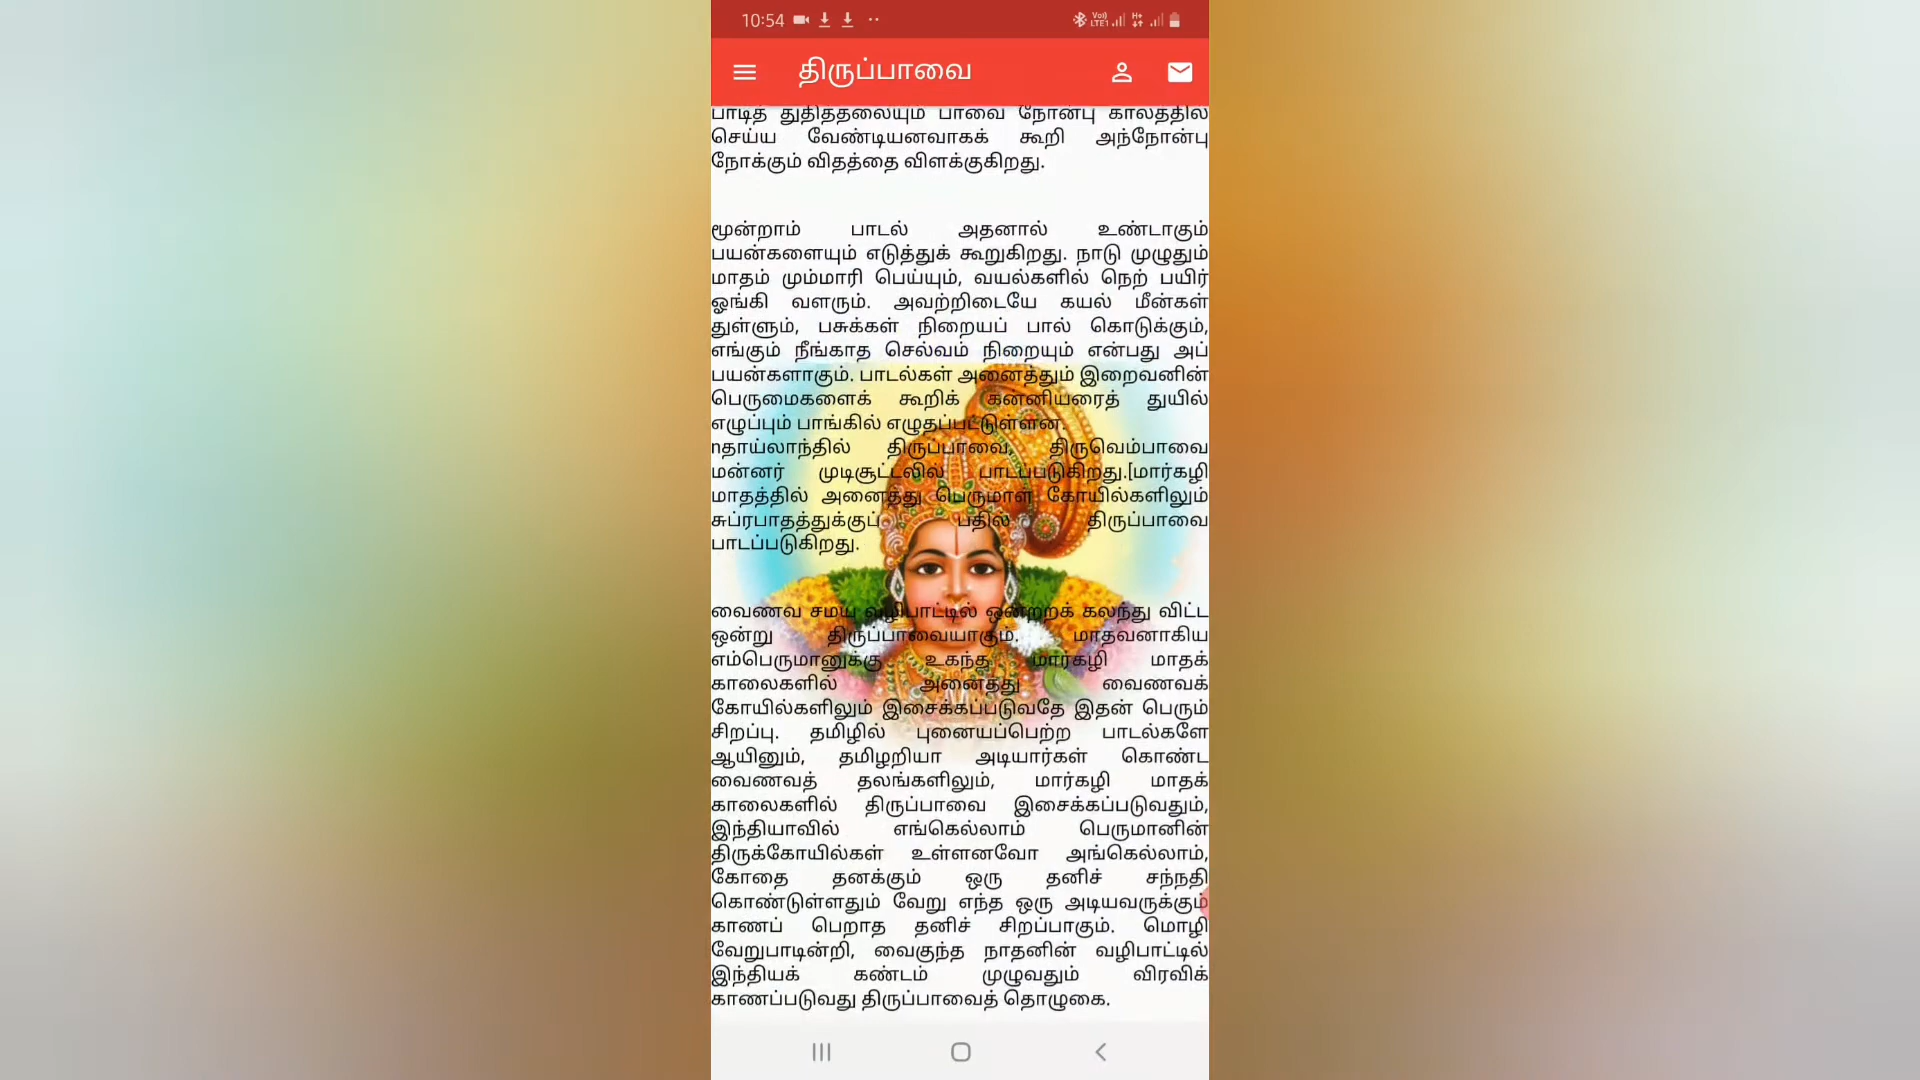 10:54
திருப்பாவை
பாடித் துதித்தலையும் பாவை நோன்பு காலத்தில்
செய்ய வேண்டியனவாகக் கூறி அந்நோன்பு
நோக்கும் விதத்தை விளக்குகிறது.
மூன்றாம் பாடல் அதனால் உண்டாகும்
பயன்களையும் எடுத்துக் கூறுகிறது. நாடு முழுதும்
மாதம் மும்மாரி பெய்யும், வயல்களில் நெற் பயிர்
ஓங்கி வளரும். அவற்றிடையே கயல் மீன்கள்
துள்ளும், பசுக்கள் நிறையப் பால் கொடுக்கும்,
எங்கும் நீங்காத செல்வம் நிறையும் என்பது அப்
பயன்களாகும். பாடல்கள் அனைத்தும் இறைவனின்
பெருமைகளைக் கூறிக் கன்னியரைத் துயில்
எழுப்பும் பாங்கில் எழுதப்பட்டுள்ளன.
nதாய்லாந்தில் திருப்பாவை, திருவெம்பாவை
மன்னர் முடிசூட்டலில் பாடப்படுகிறது.[மார்கழி
மாதத்தில் அனைத்து பெருமாள் கோயில்களிலும்
சுப்ரபாதத்துக்குப் பதில் திருப்பாவை
பாடப்படுகிறது.
வைணவ சமய வழிபாட்டில் ஒன்றறக் கலந்து விட்ட
ஒன்று திருப்பாவையாகும். மாதவனாகிய
எம்பெருமானுக்கு உகந்த மார்கழி மாதக்
காலைகளில் அனைத்து வைணவக்
கோயில்களிலும் இசைக்கப்படுவதே இதன் பெரும்
சிறப்பு. தமிழில் புனையப்பெற்ற பாடல்களே
ஆயினும், தமிழறியா அடியார்கள் கொண்ட
வைணவத் தலங்களிலும், மார்கழி மாதக்
காலைகளில் திருப்பாவை இசைக்கப்படுவதும்,
இந்தியாவில் எங்கெல்லாம் பெருமானின்
திருக்கோயில்கள் உள்ளனவோ அங்கெல்லாம்,
கோதை தனக்கும் ஒரு தனிச் சந்நதி
கொண்டுள்ளதும் வேறு எந்த ஒரு அடியவருக்கும்
காணப் பெறாத தனிச் சிறப்பாகும். மொழி
வேறுபாடின்றி, வைகுந்த நாதனின் வழிபாட்டில்
இந்தியக் கண்டம் முழுவதும் விரவிக்
காணப்படுவது திருப்பாவைத் தொழுகை.